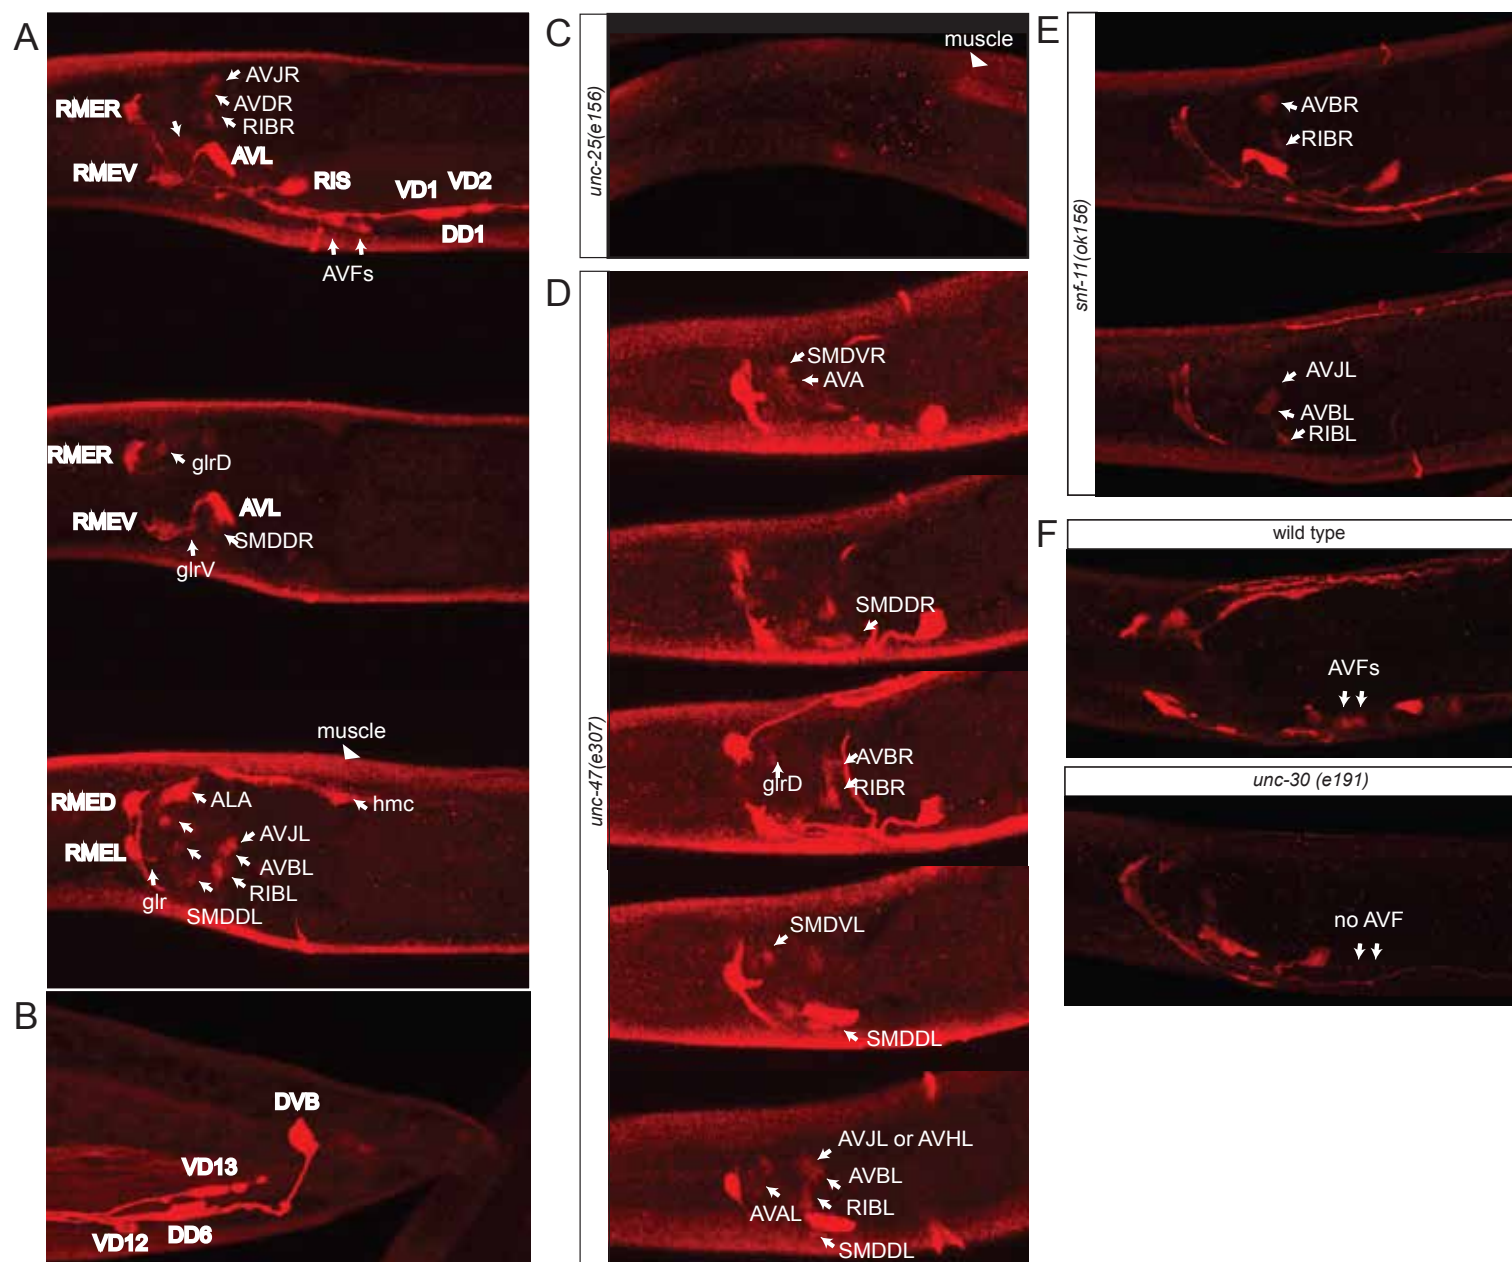 A
AVJR
AVDR
RIBR
RMER
AVL
RMEV
RIS
VD1
VD2
DD1
AVFs
RMER
glrD
RMEV
AVL
SMDDR
glrV
muscle
RMED
ALA
hmc
RMEL
AVJL
AVBL
RIBL
glr
SMDDL
B
DVB
VD13
VD12
DD6
C
unc-25(e156)
muscle
D
unc-47(e307)
SMDVR
AVA
SMDDR
AVBR
RIBR
glrD
SMDVL
SMDDL
AVJL or AVHL
AVBL
RIBL
AVAL
SMDDL
E
snf-11(ok156)
AVBR
RIBR
AVJL
AVBL
RIBL
F
wild type
AVFs
unc-30 (e191)
no AVF